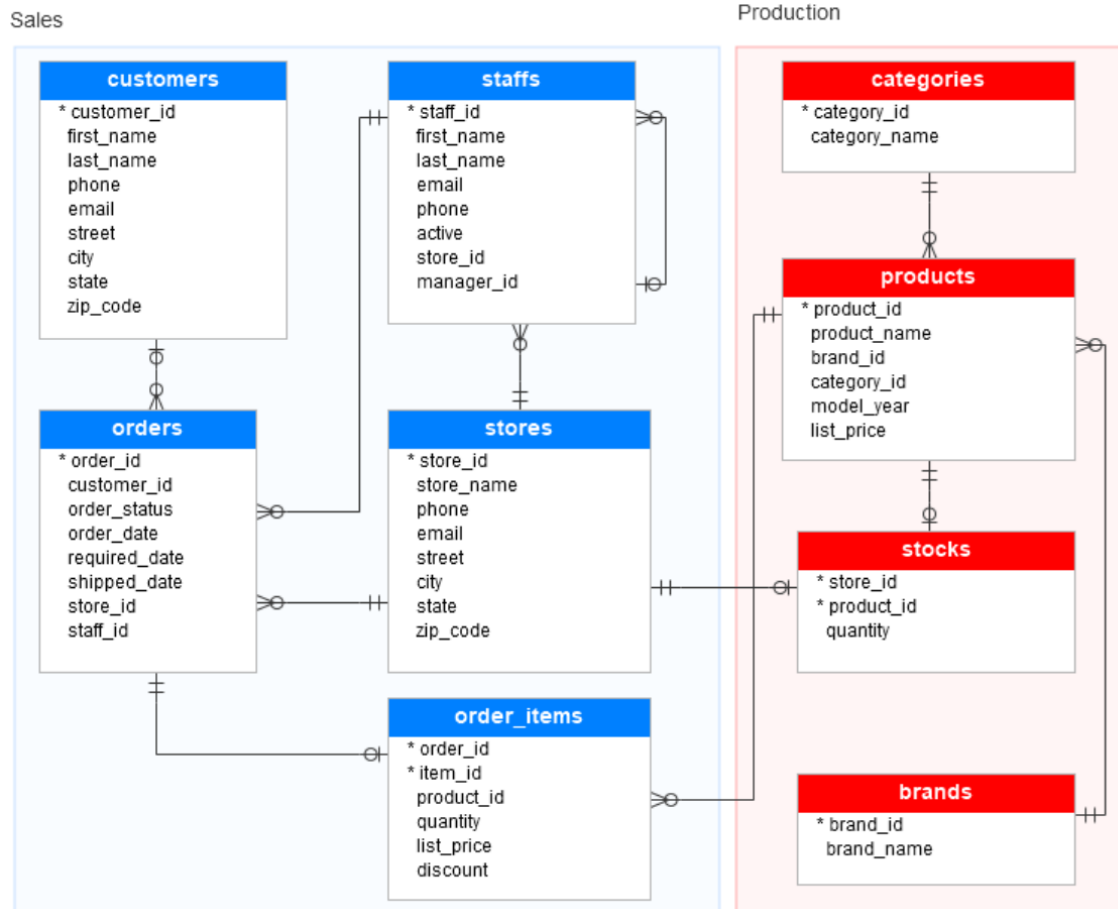 Sales
customers
* customer_id
first_name
last_name
phone
email
street
city
state
zip_code
staffs
* staff_id
first_name
last_name
email
phone
active
store_id
manager_id
orders
* order_id
customer_id
order_status
order_date
required_date
shipped_date
store_id
staff_id
stores
* store_id
store_name
phone
email
street
city
state
zip_code
order_items
* order_id
* item_id
product_id
quantity
list_price
discount
Production
categories
* category_id
category_name
products
* product_id
product_name
brand_id
category_id
model_year
list_price
stocks
* store_id
* product_id
quantity
brands
* brand_id
brand_name